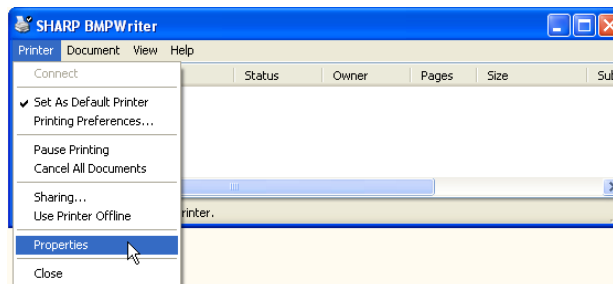 SHARP BMPWriter
Printer Document View Help
Status Owner Pages Size
Connect
Set As Default Printer
Printing Preferences...
Pause Printing
Cancel All Documents
Sharing...
Use Printer Offline
rinter.
Properties
Close